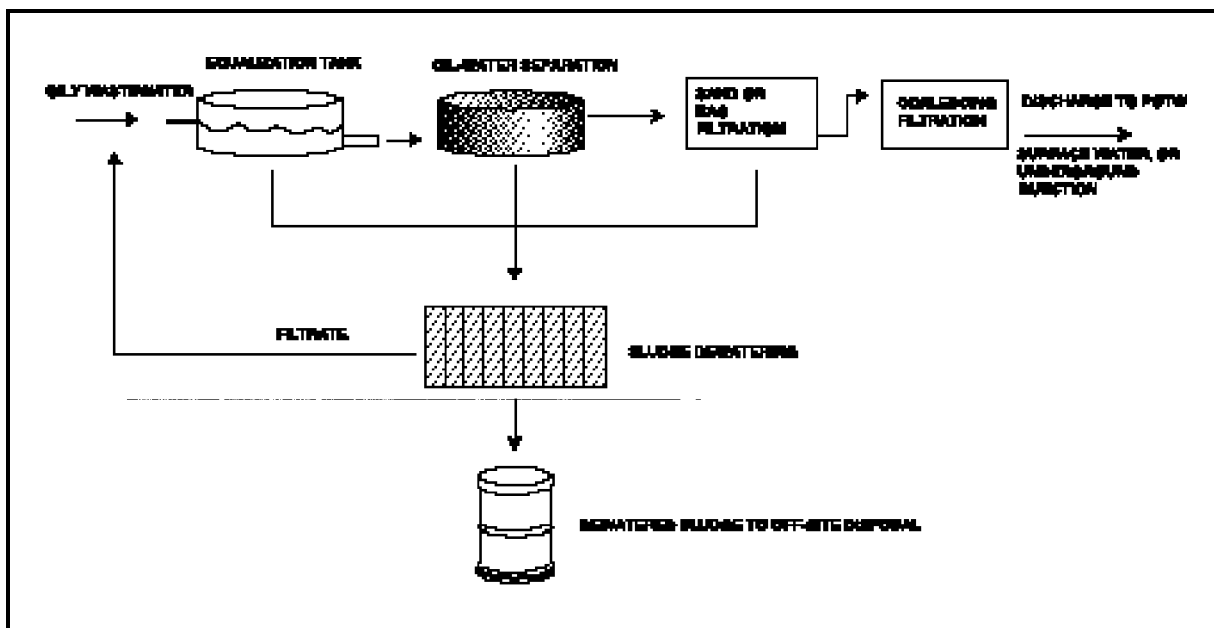 EQUALIZATION TANK
OIL-WATER SEPARATION
OILY WASTEWATER
SAND OR
BAG
FILTRATION
COALESCING
FILTRATION
DISCHARGE TO POTW
SURFACE WATER, OR
UNDERGROUND
INJECTION
FILTRATE
SLUDGE DEWATERING
DEWATERED SLUDGE TO OFF-SITE DISPOSAL